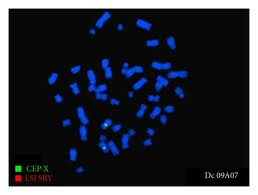 CEP X
LSI SRY
Dc 09A07